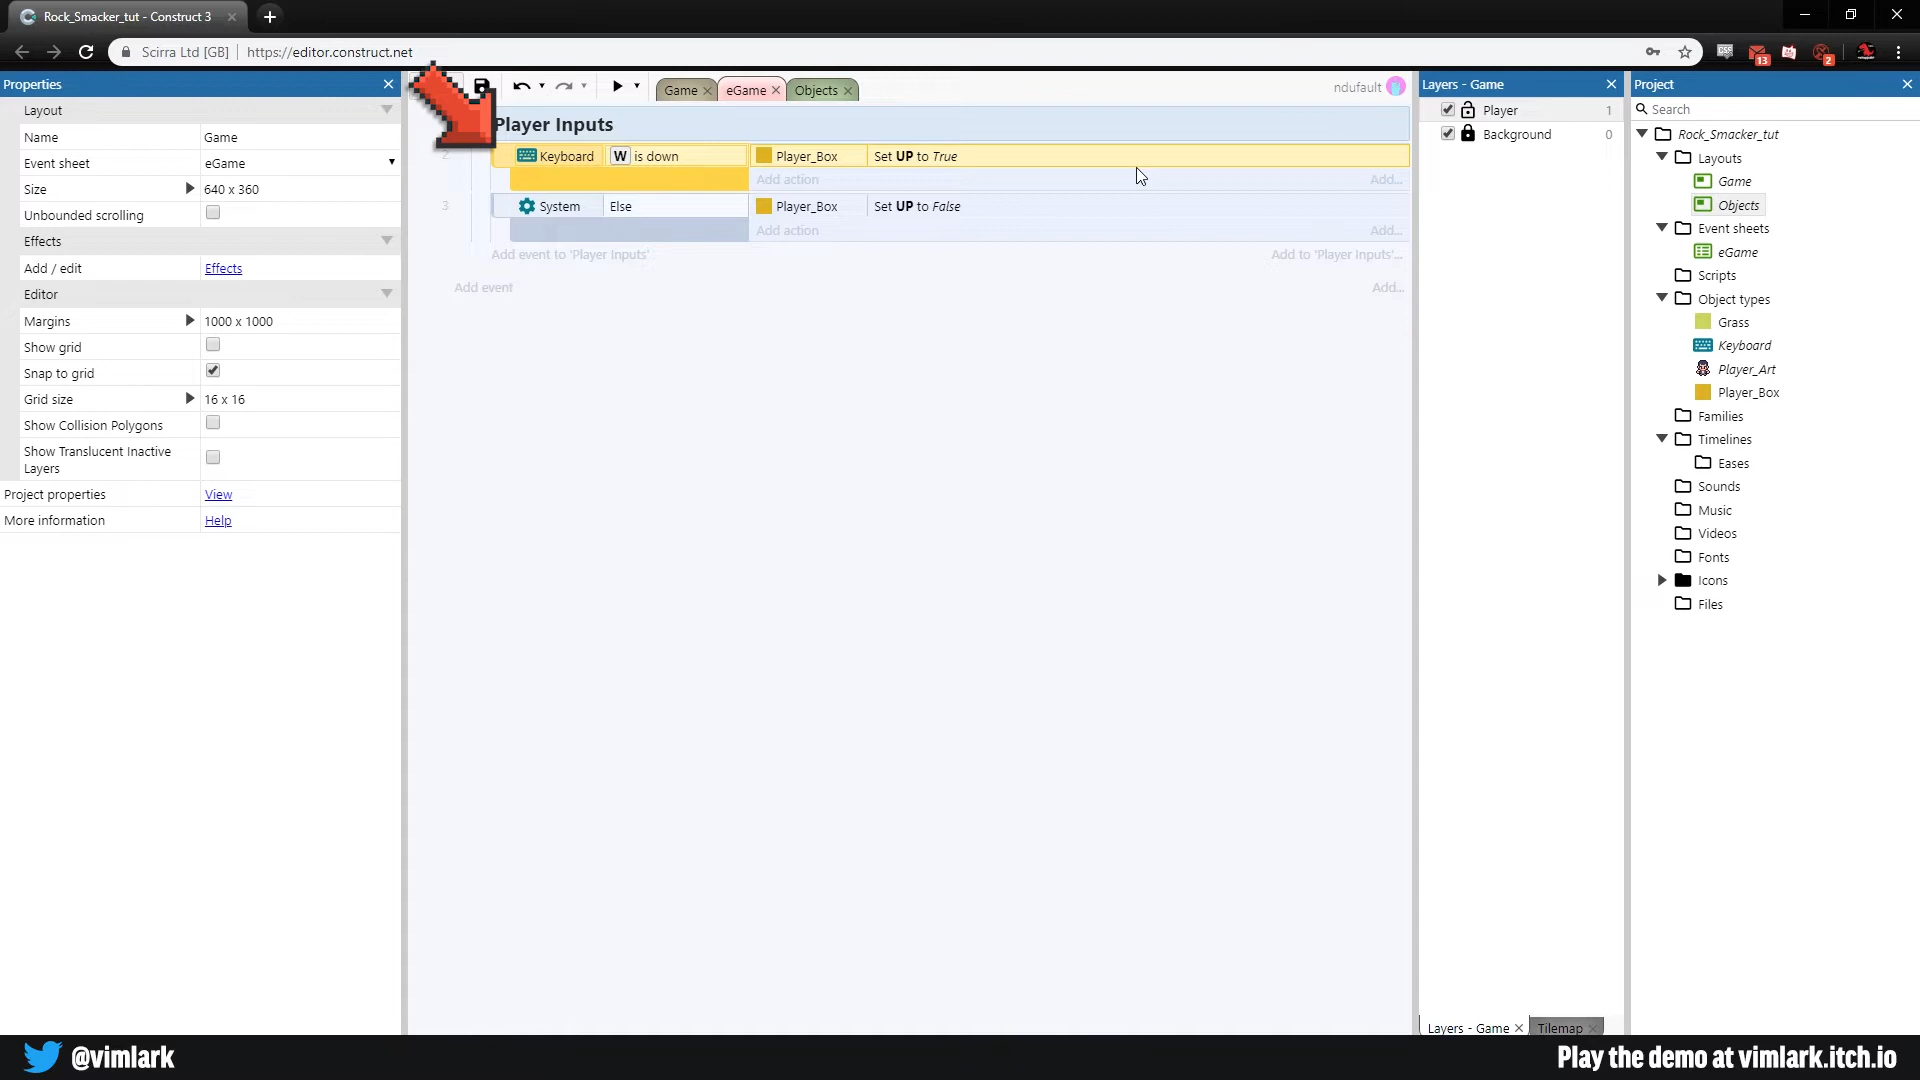 Rock_Smacker_tut - Construct 3
Scirra Ltd [GB]
https://editor.construct.net
13
2
Properties
Layout
Name
Game
Event sheet
eGame
Size
640 x 360
Unbounded scrolling
Effects
Add / edit
Effects
Editor
Margins
1000 x 1000
Show grid
Snap to grid
Grid size
16 x 16
Show Collision Polygons
Show Translucent Inactive
Layers
Project properties
View
More information
Help
Game
eGame
Objects
ndufault
Player Inputs
2
Keyboard
W is down
Player_Box
Set UP to True
Add action
Add...
3
System
Else
Player_Box
Set UP to False
Add action
Add...
Add event to 'Player Inputs'
Add to 'Player Inputs'...
Add event
Add...
Layers - Game
Player
1
Background
0
Layers - Game
Tilemap
Project
Search
Rock_Smacker_tut
Layouts
Game
Objects
Event sheets
eGame
Scripts
Object types
Grass
Keyboard
Player_Art
Player_Box
Families
Timelines
Eases
Sounds
Music
Videos
Fonts
Icons
Files
@vimlark
Play the demo at vimlark.itch.io